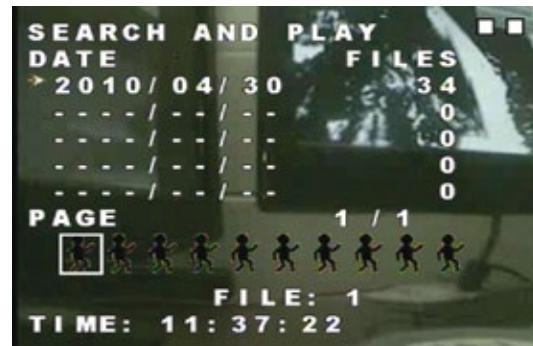 SEARCH AND PLAY
DATE FILES
2010/04/30 34
----/--/-- 0
----/--/-- 0
----/--/-- 0
----/--/-- 0
PAGE 1/1
FILE: 1
TIME: 11:37:22